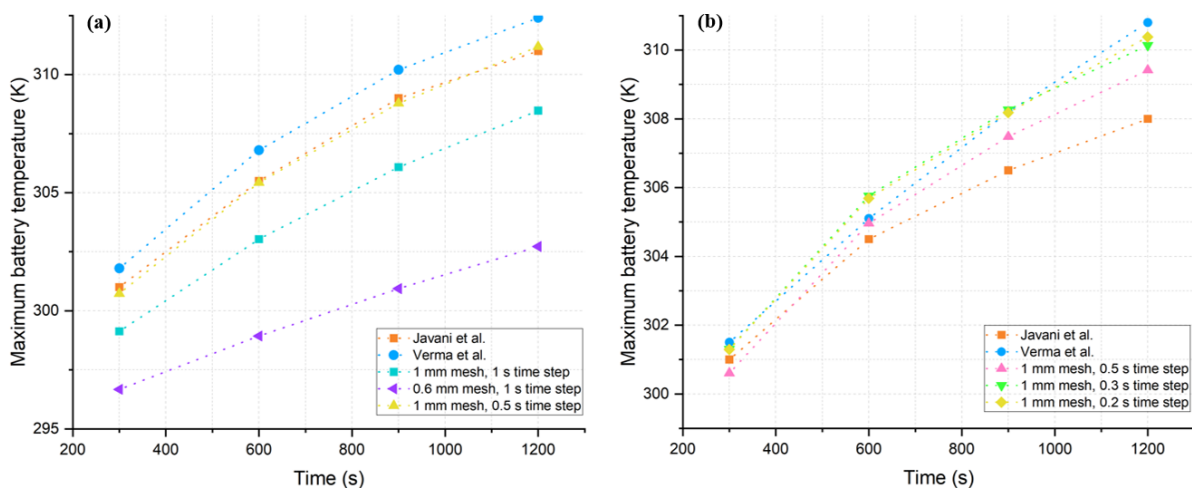 (a)
Maximum battery temperature (K)
310
305
300
295
200
400
600
800
1000
1200
Time (s)
Javani et al.
Verma et al.
1 mm mesh, 1 s time step
0.6 mm mesh, 1 s time step
1 mm mesh, 0.5 s time step
(b)
Maximum battery temperature (K)
310
308
306
304
302
300
200
400
600
800
1000
1200
Time (s)
Javani et al.
Verma et al.
1 mm mesh, 0.5 s time step
1 mm mesh, 0.3 s time step
1 mm mesh, 0.2 s time step